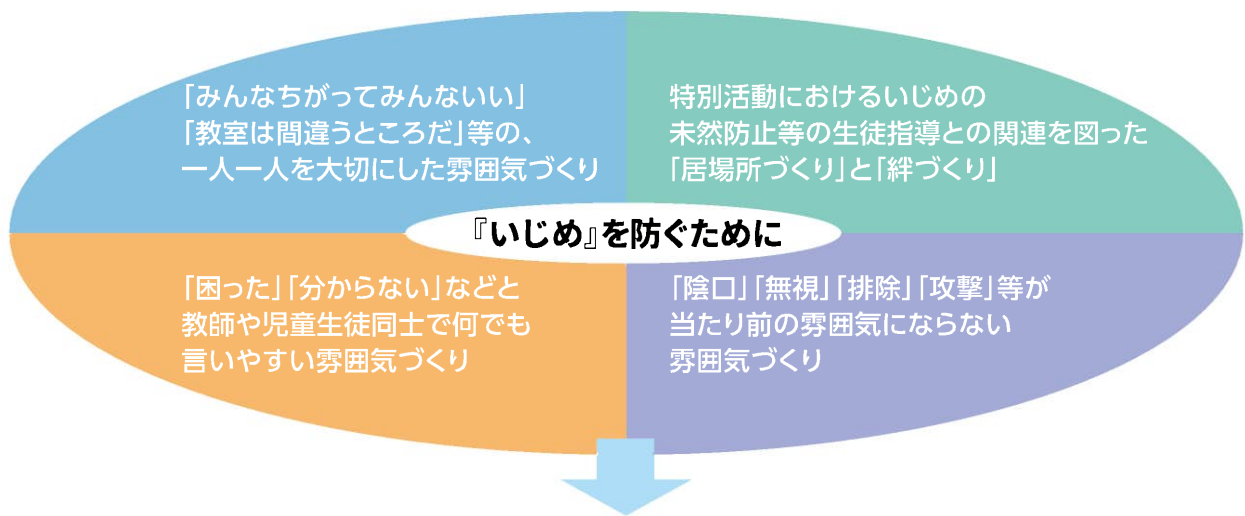 「みんなちがってみんないい」
「教室は間違うところだ」等の、
一人一人を大切にした雰囲気づくり
特別活動におけるいじめの
未然防止等の生徒指導との関連を図った
「居場所づくり」と「絆づくり」
『いじめ』を防ぐために
「困った」「分からない」などと
教師や児童生徒同士で何でも
言いやすい雰囲気づくり
「陰口」「無視」「排除」「攻撃」等が
当たり前の雰囲気にならない
雰囲気づくり